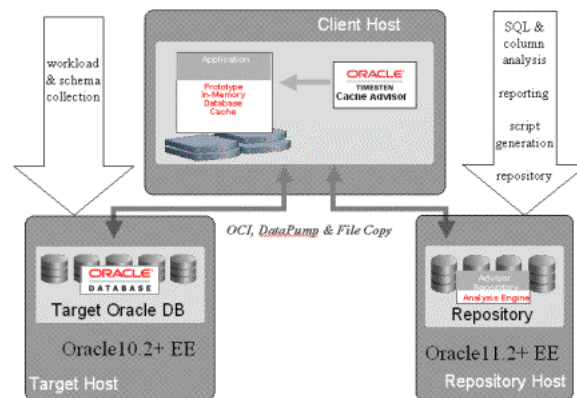 Client Host
workload
& schema
collection
Application
Prototype
In-Memory
Database
Cache
ORACLE
TIMESTEN
Cache Advisor
SQL &
column
analysis
reporting
script
generation
repository
OCI, DataPump & File Copy
ORACLE
DATABASE
Target Oracle DB
Oracle10.2+ EE
Target Host
Advisor
Repository
Analysis Engine
Repository
Oracle11.2+ EE
Repository Host